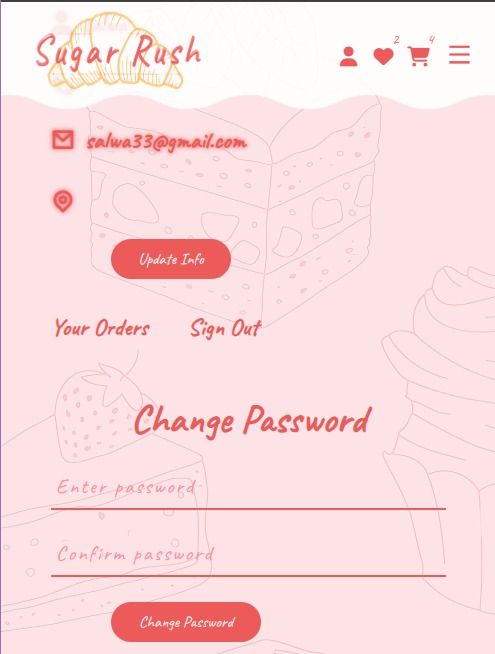 Sugar Rush
2
4
salwa33@gmail.com
Update Info
Your Orders Sign Out
Change Password
Enter password
Confirm password
Change Password